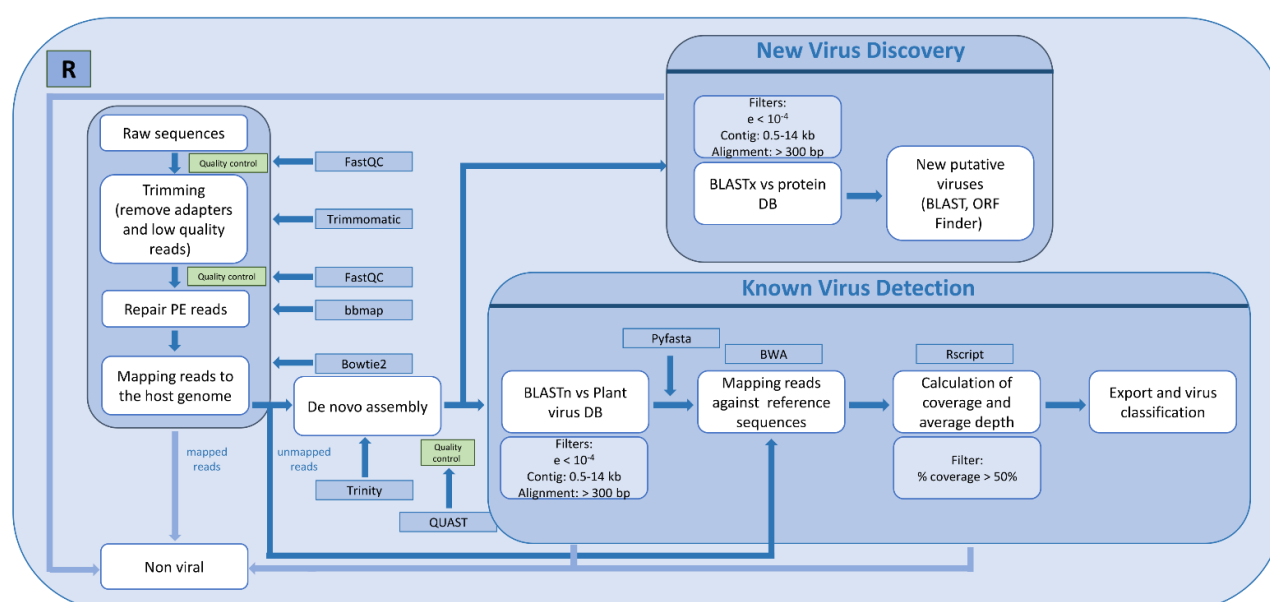 R
Raw sequences
Quality control
FastQC
Trimming
(remove adapters
and low quality
reads)
Trimmomatic
Quality control
FastQC
Repair PE reads
bbmap
Mapping reads to
the host genome
Bowtie2
mapped
reads
unmapped
reads
Non viral
De novo assembly
Trinity
Quality
control
QUAST
New Virus Discovery
Filters:
e < 10⁻⁴
Contig: 0.5-14 kb
Alignment: > 300 bp
BLASTx vs protein
DB
New putative
viruses
(BLAST, ORF
Finder)
Known Virus Detection
Pyfasta
BWA
Rscript
BLASTn vs Plant
virus DB
Filters:
e < 10⁻⁴
Contig: 0.5-14 kb
Alignment: > 300 bp
Mapping reads
against reference
sequences
Calculation of
coverage and
average depth
Filter:
% coverage > 50%
Export and virus
classification